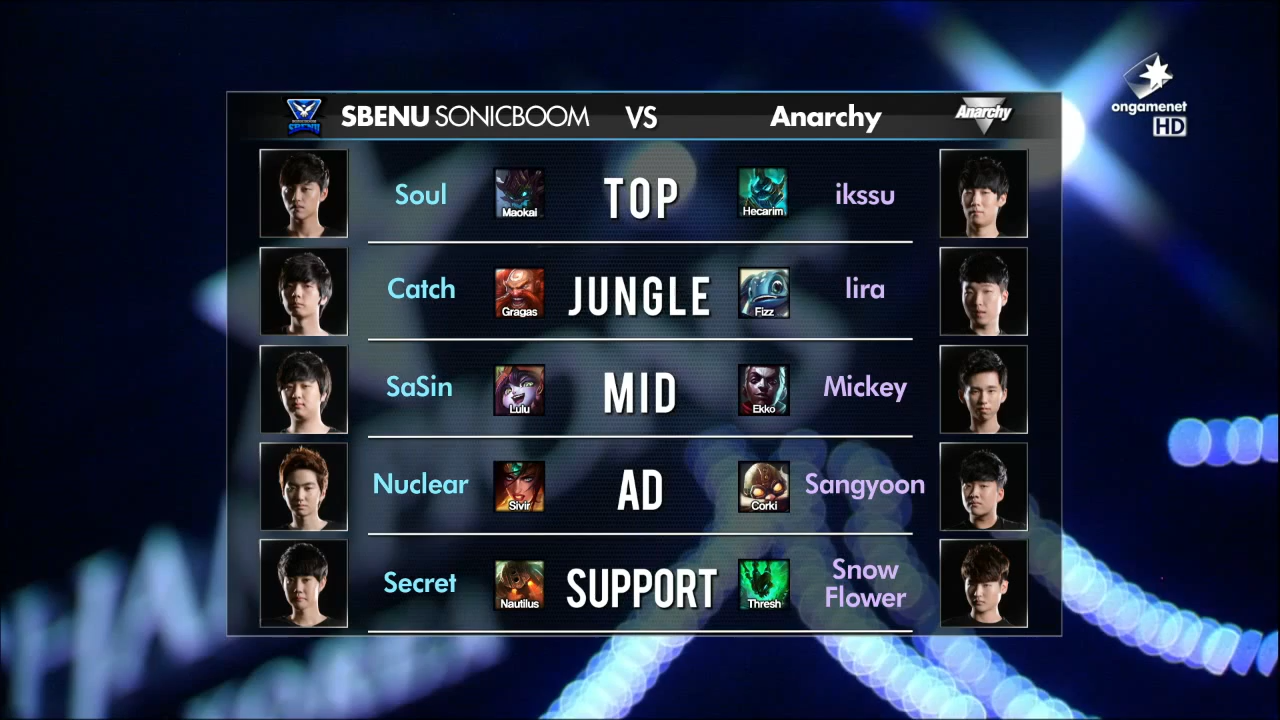 SBENU SONICBOOM VS Anarchy
SBENU
Anarchy
ongamenet
HD
Soul Maokai TOP Hecarim ikssu
Catch Gragas JUNGLE Fizz lira
SaSin Lulu MID Ekko Mickey
Nuclear Sivir AD Corki Sangyoon
Secret Nautilus SUPPORT Thresh Snow
Flower